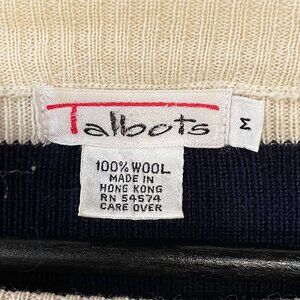 Talbots
M
100% WOOL
MADE IN
HONG KONG
RN 54574
CARE OVER